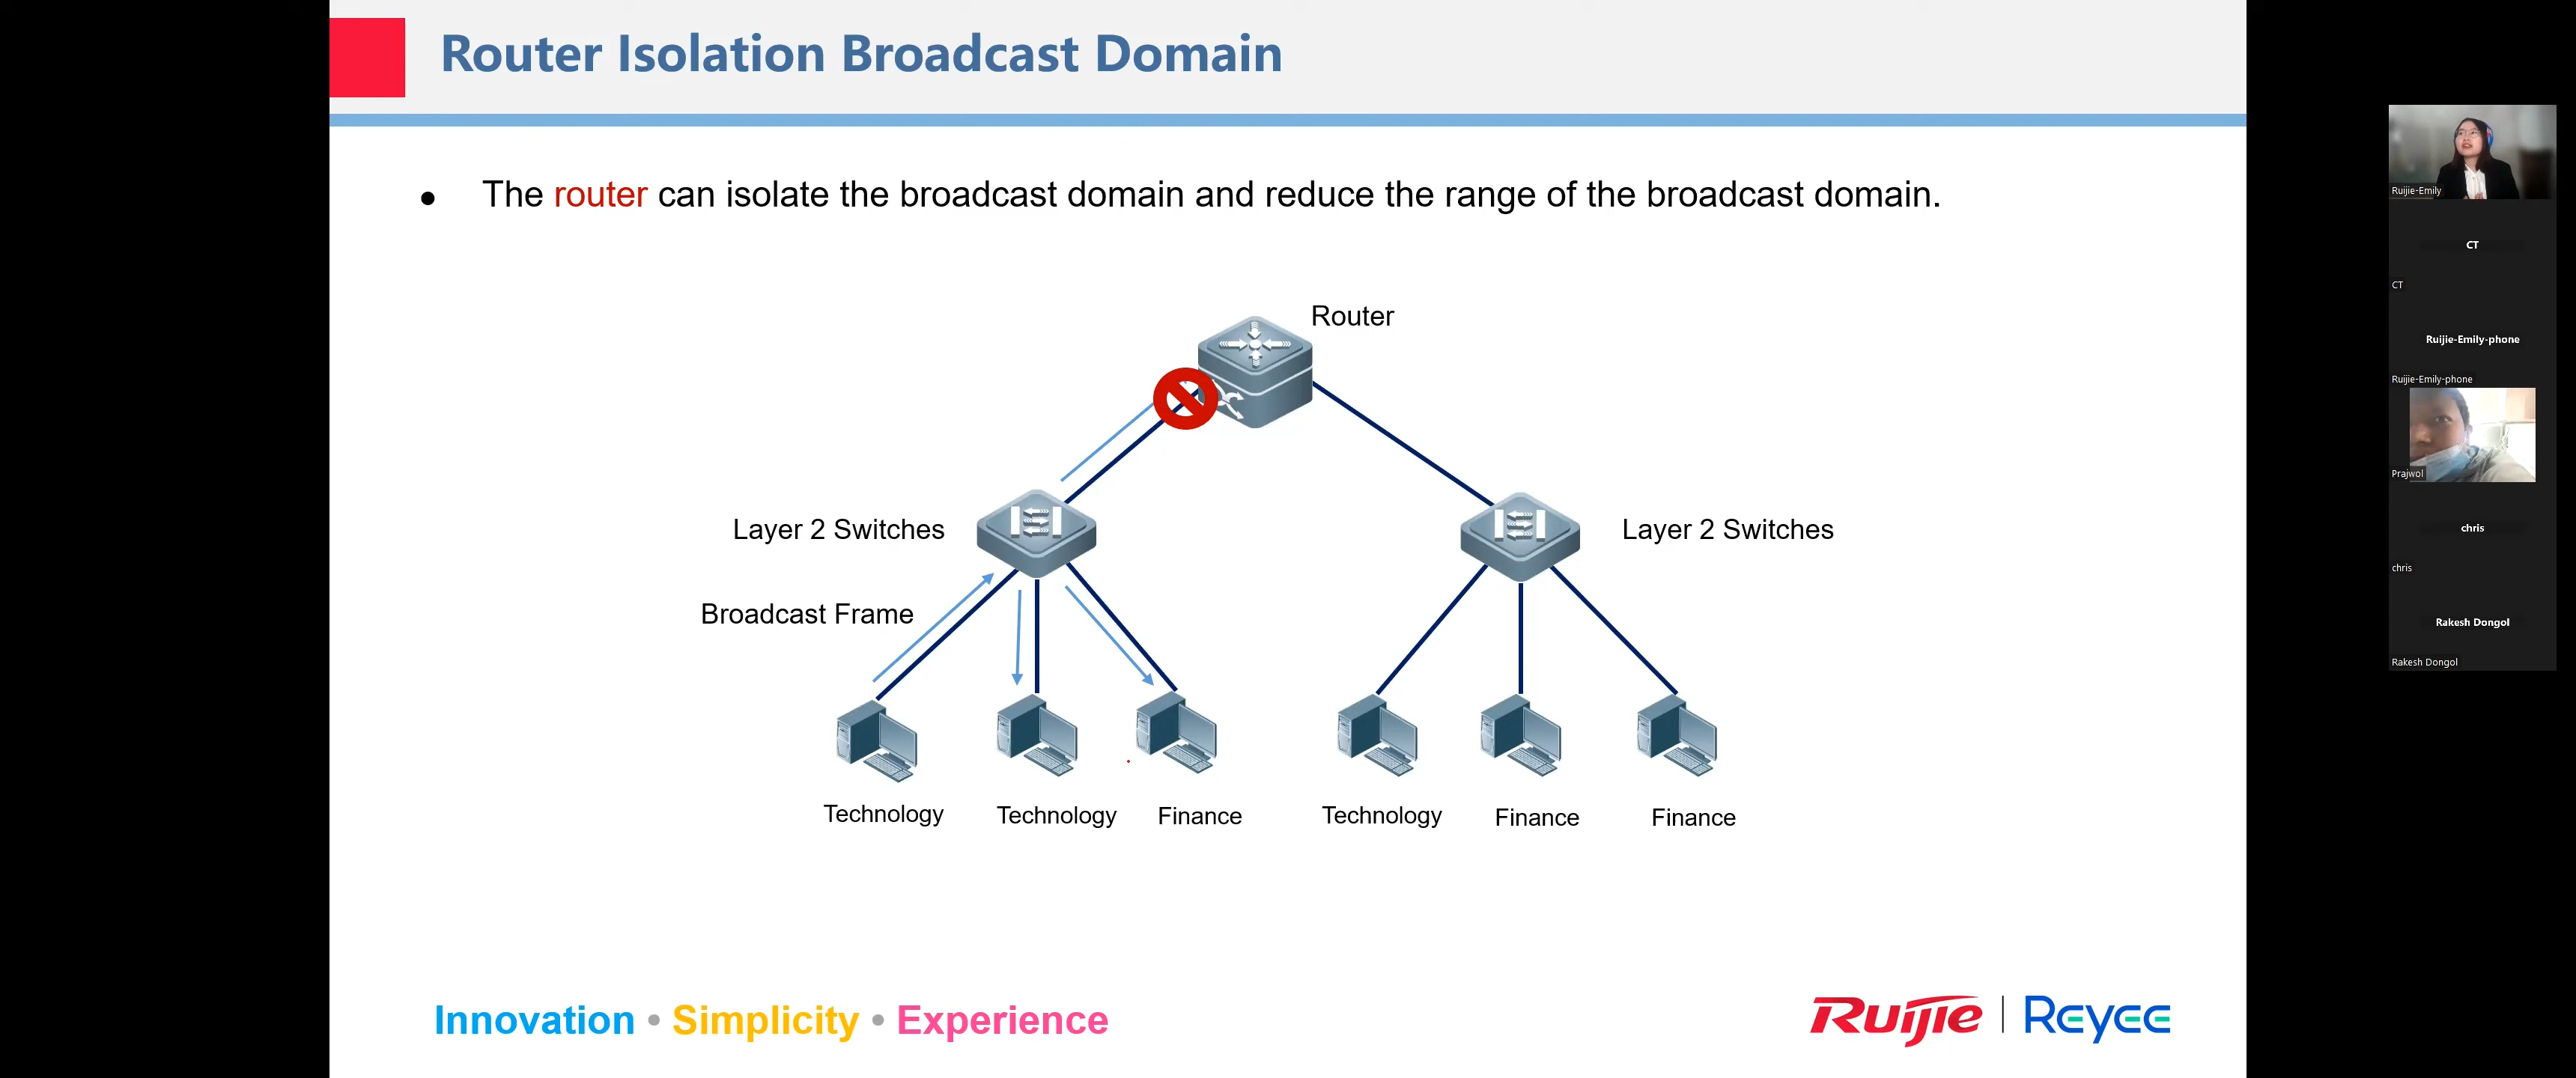 Router Isolation Broadcast Domain
● The router can isolate the broadcast domain and reduce the range of the broadcast domain.
Router
Layer 2 Switches
Layer 2 Switches
Broadcast Frame
Technology
Technology
Finance
Technology
Finance
Finance
Innovation • Simplicity • Experience
Ruijie | Reyee
Ruijie-Emily
CT
CT
Ruijie-Emily-phone
Ruijie-Emily-phone
Prajwol
chris
chris
Rakesh Dongol
Rakesh Dongol